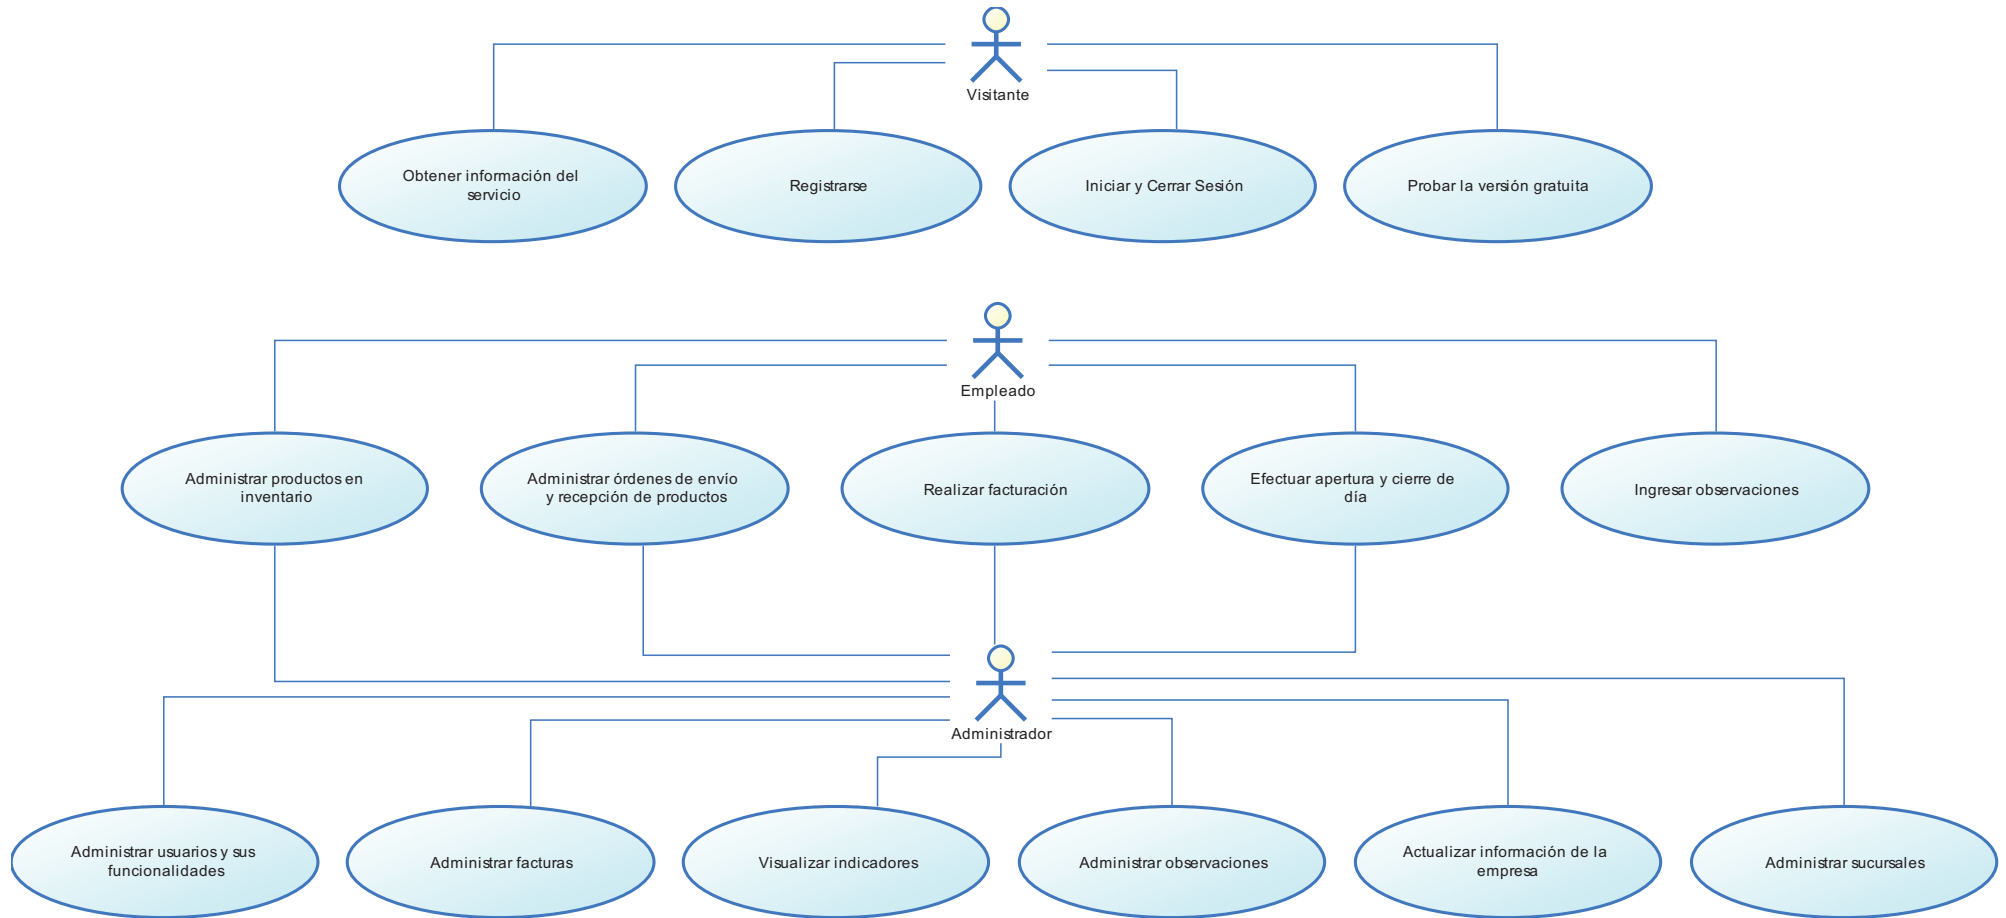 Visitante
Obtener información del
servicio
Registrarse
Iniciar y Cerrar Sesión
Probar la versión gratuita
Empleado
Administrar productos en
inventario
Administrar órdenes de envío
y recepción de productos
Realizar facturación
Efectuar apertura y cierre de
día
Ingresar observaciones
Administrador
Administrar usuarios y sus
funcionalidades
Administrar facturas
Visualizar indicadores
Administrar observaciones
Actualizar información de la
empresa
Administrar sucursales